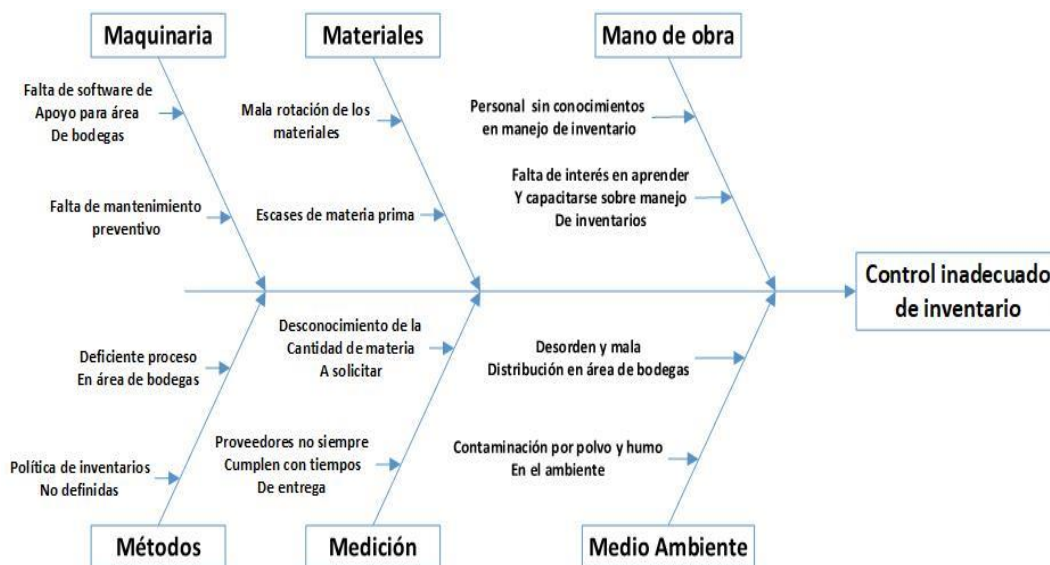 Maquinaria
Materiales
Mano de obra
Falta de software de
Apoyo para área
De bodegas
Mala rotación de los
materiales
Personal sin conocimientos
en manejo de inventario
Falta de mantenimiento
preventivo
Escases de materia prima
Falta de interés en aprender
Y capacitarse sobre manejo
De inventarios
Control inadecuado
de inventario
Deficiente proceso
En área de bodegas
Desconocimiento de la
Cantidad de materia
A solicitar
Desorden y mala
Distribución en área de bodegas
Política de inventarios
No definidas
Proveedores no siempre
Cumplen con tiempos
De entrega
Contaminación por polvo y humo
En el ambiente
Métodos
Medición
Medio Ambiente